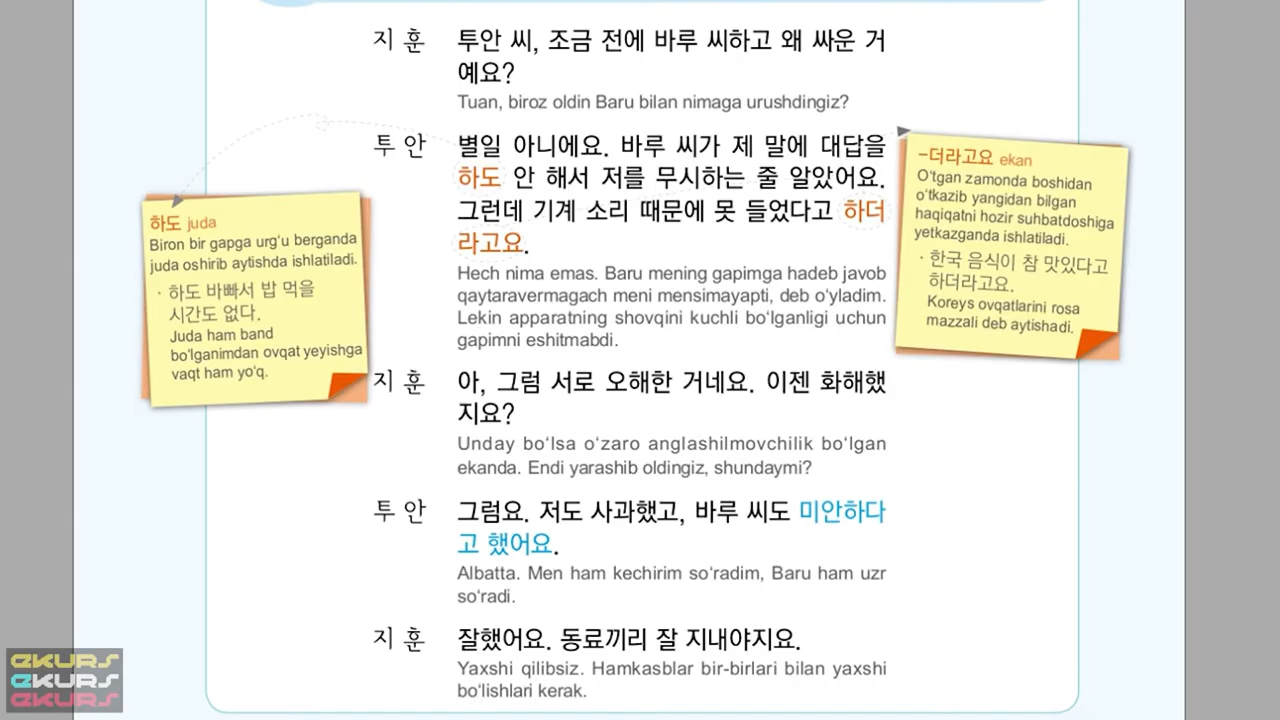 지 훈 투안 씨, 조금 전에 바루 씨하고 왜 싸운 거
예요?
Tuan, biroz oldin Baru bilan nimaga urushdingiz?
투 안 별일 아니에요. 바루 씨가 제 말에 대답을
하도 안 해서 저를 무시하는 줄 알았어요.
그런데 기계 소리 때문에 못 들었다고 하더
라고요.
Hech nima emas. Baru mening gapimga hadeb javob
qaytaravermagach meni mensimayapti, deb o‘yladim.
Lekin apparatning shovqini kuchli bo‘lganligi uchun
gapimni eshitmabdi.
하도 juda
Biron bir gapga urg‘u berganda
juda oshirib aytishda ishlatiladi.
· 하도 바빠서 밥 먹을
시간도 없다.
Juda ham band
bo‘lganimdan ovqat yeyishga
vaqt ham yo‘q.
-더라고요 ekan
O‘tgan zamonda boshidan
o‘tkazib yangidan bilgan
haqiqatni hozir suhbatdoshiga
yetkazganda ishlatiladi.
· 한국 음식이 참 맛있다고
하더라고요.
Koreys ovqatlarini rosa
mazzali deb aytishadi.
지 훈 아, 그럼 서로 오해한 거네요. 이젠 화해했
지요?
Unday bo‘lsa o‘zaro anglashilmovchilik bo‘lgan
ekanda. Endi yarashib oldingiz, shundaymi?
투 안 그럼요. 저도 사과했고, 바루 씨도 미안하다
고 했어요.
Albatta. Men ham kechirim so‘radim, Baru ham uzr
so‘radi.
지 훈 잘했어요. 동료끼리 잘 지내야지요.
Yaxshi qilibsiz. Hamkasblar bir-birlari bilan yaxshi
bo‘lishlari kerak.
EKURS
EKURS
EKURS